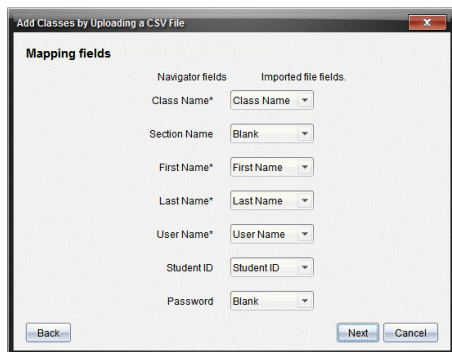 Add Classes by Uploading a CSV File
Mapping fields
Navigator fields Imported file fields.
Class Name* Class Name
Section Name Blank
First Name* First Name
Last Name* Last Name
User Name* User Name
Student ID Student ID
Password Blank
Back Next Cancel